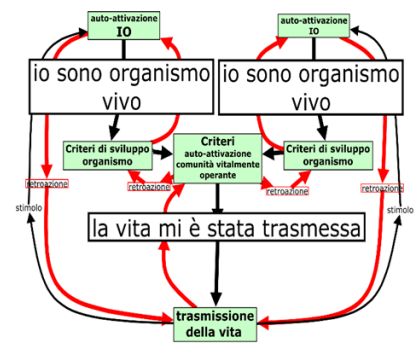 auto-attivazione
IO
auto-attivazione
IO
io sono organismo
vivo
io sono organismo
vivo
Criteri di sviluppo
organismo
Criteri
auto-attivazione
comunità vitalmente
operante
Criteri di sviluppo
organismo
retroazione
retroazione
retroazione
retroazione
stimolo
stimolo
la vita mi è stata trasmessa
trasmissione
della vita